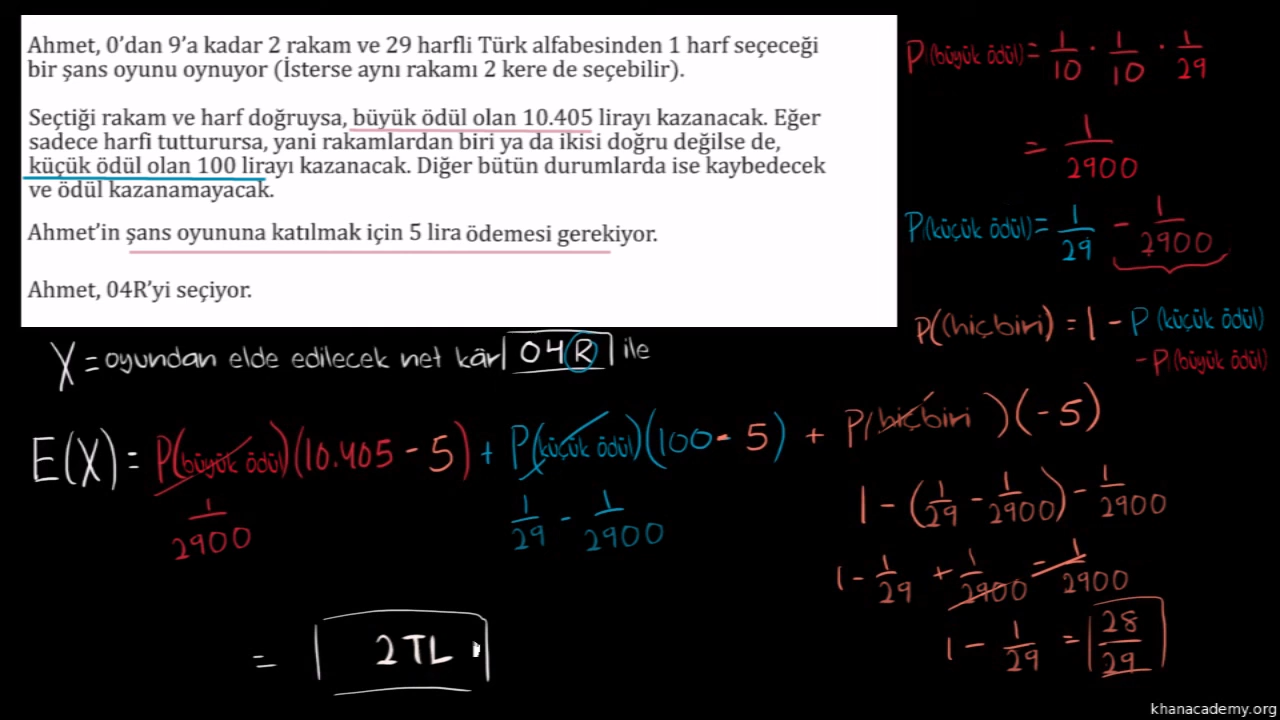 Ahmet, 0'dan 9'a kadar 2 rakam ve 29 harfli Türk alfabesinden 1 harf seçeceği
bir şans oyunu oynuyor (İsterse aynı rakamı 2 kere de seçebilir).
Seçtiği rakam ve harf doğruysa, büyük ödül olan 10.405 lirayı kazanacak. Eğer
sadece harfi tutturursa, yani rakamlardan biri ya da ikisi doğru değilse de,
küçük ödül olan 100 lirayı kazanacak. Diğer bütün durumlarda ise kaybedecek
ve ödül kazanamayacak.
Ahmet'in şans oyununa katılmak için 5 lira ödemesi gerekiyor.
Ahmet, 04R'yi seçiyor.
P(büyük ödül) = 1/10 · 1/10 · 1/29
= 1/2900
P(küçük ödül) = 1/29 - 1/2900
P(hiçbiri) = 1 - P(küçük ödül)
- P(büyük ödül)
X = oyundan elde edilecek net kâr 04R ile
E(X) = P(büyük ödül)(10.405 - 5) + P(küçük ödül)(100 - 5) + P(hiçbiri)(-5)
1/2900
1/29 - 1/2900
1 - (1/29 - 1/2900) - 1/2900
1 - 1/29 + 1/2900 - 1/2900
1 - 1/29 = 28/29
= 2TL
khanacademy.org